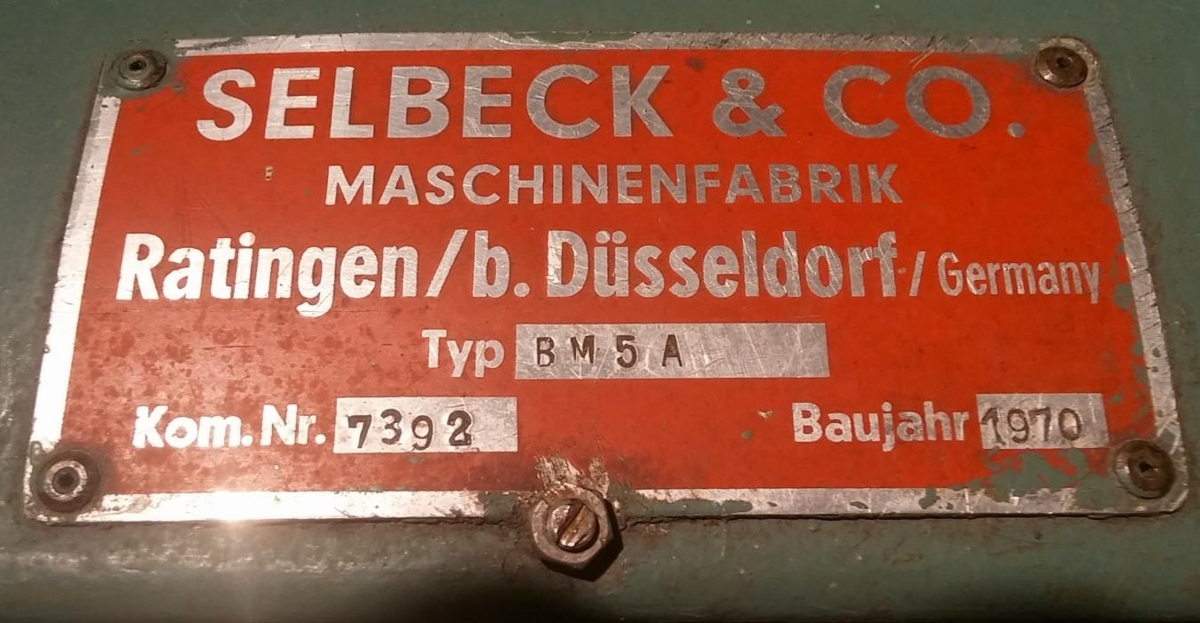 SELBECK & CO.
MASCHINENFABRIK
Ratingen/b. Düsseldorf/Germany
Typ BM5A
Kom. Nr. 7392 Baujahr 1970